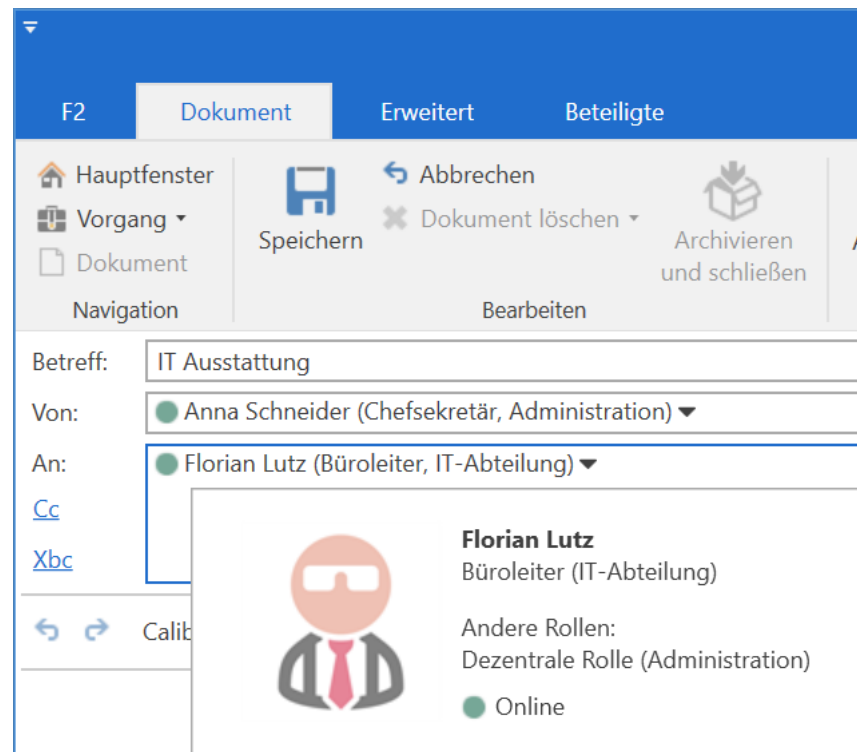 F2 Dokument Erweitert Beteiligte
Hauptfenster
Vorgang
Dokument
Navigation
Speichern
Abbrechen
Dokument löschen
Archivieren
und schließen
Bearbeiten
Betreff: IT Ausstattung
Von: Anna Schneider (Chefsekretär, Administration)
An: Florian Lutz (Büroleiter, IT-Abteilung)
Cc
Xbc
Calib
Florian Lutz
Büroleiter (IT-Abteilung)
Andere Rollen:
Dezentrale Rolle (Administration)
Online